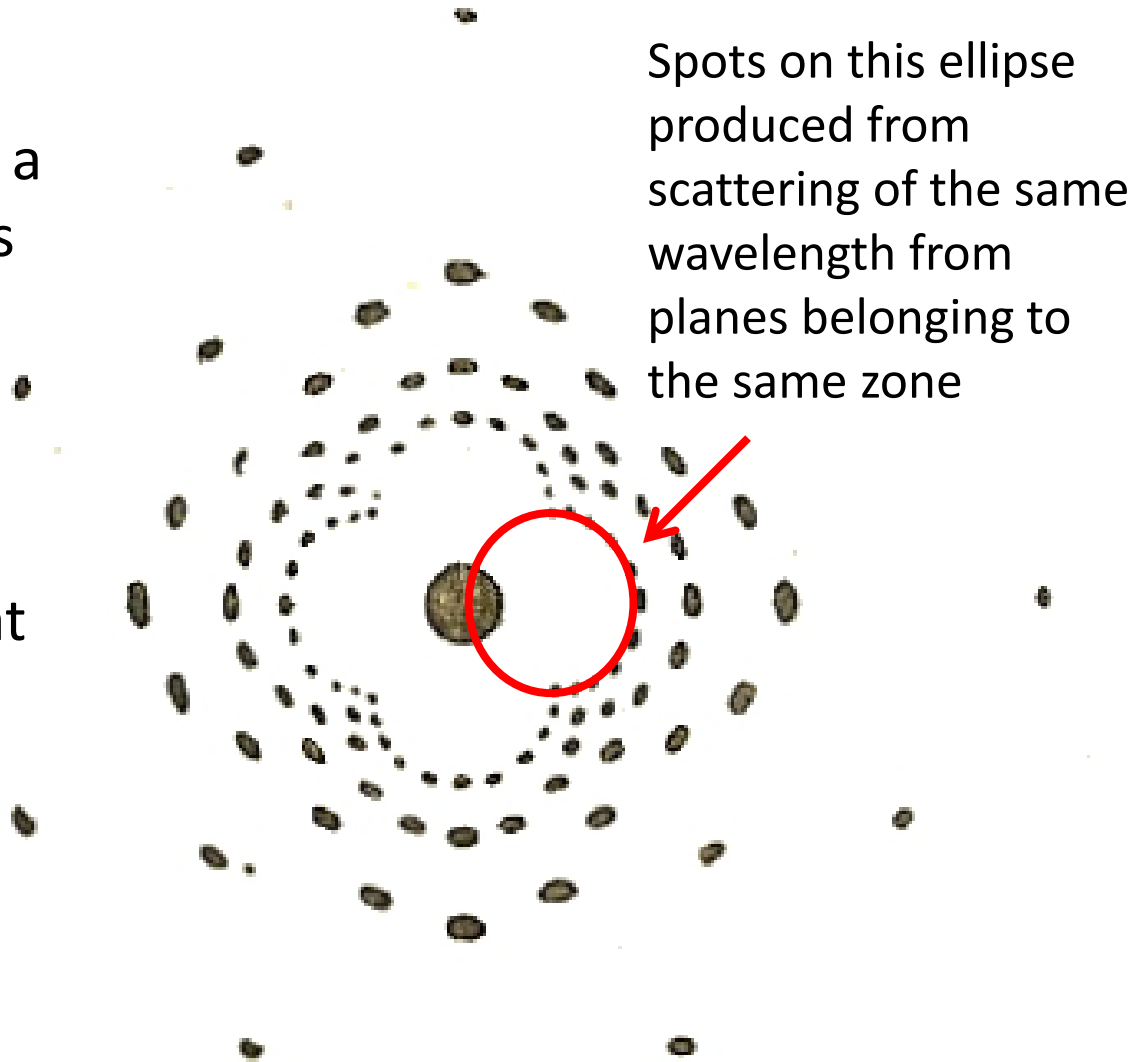 a
s
Spots on this ellipse
produced from
scattering of the same
wavelength from
planes belonging to
the same zone